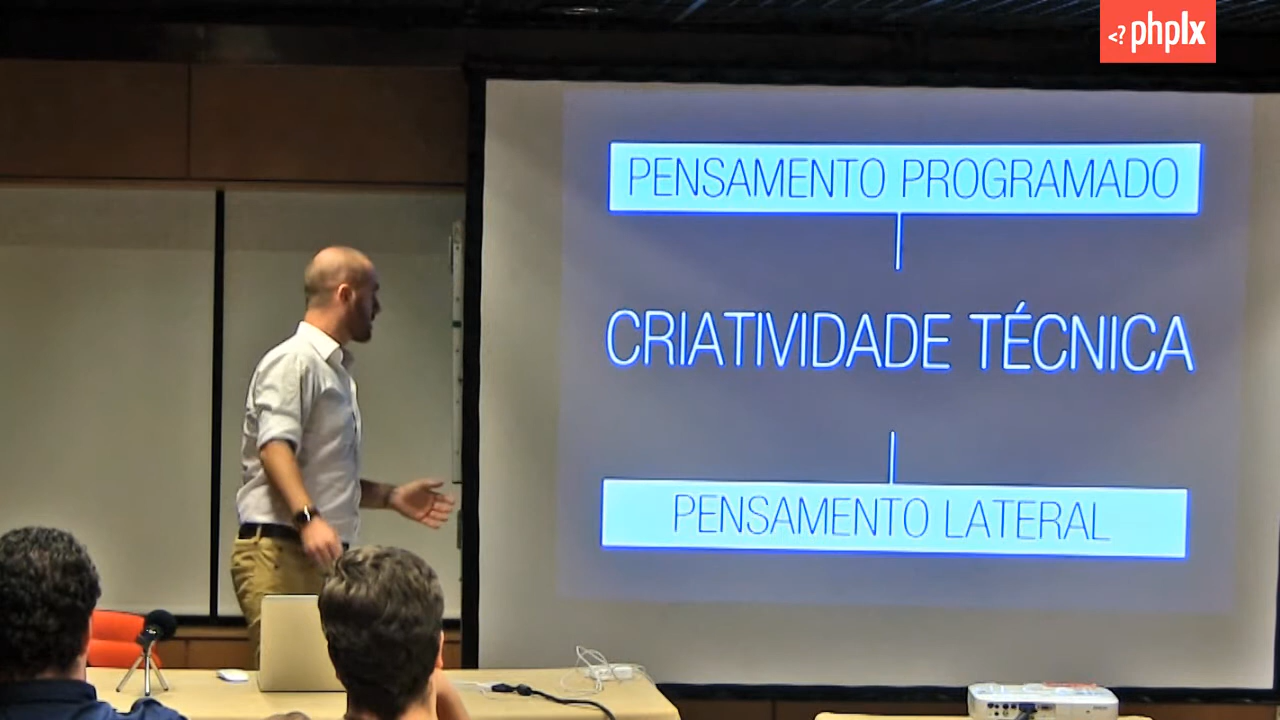 <? phplx
PENSAMENTO PROGRAMADO
CRIATIVIDADE TÉCNICA
PENSAMENTO LATERAL